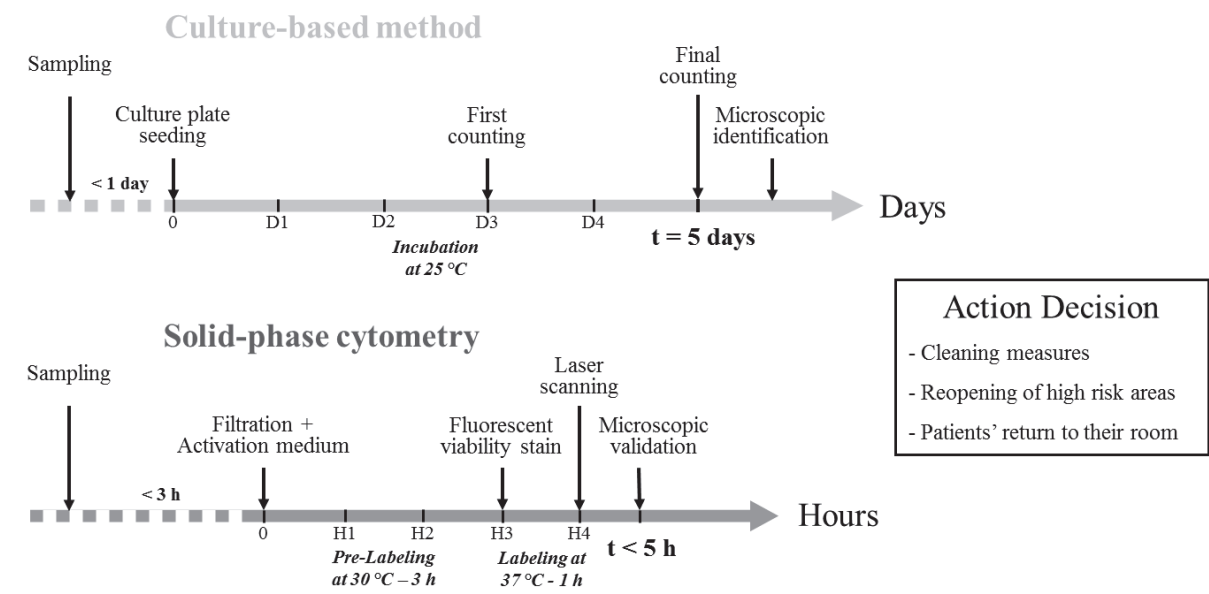 Culture-based method
Sampling
Culture plate
seeding
First
counting
Final
counting
Microscopic
identification
< 1 day
0
D1
D2
D3
D4
t = 5 days
Days
Incubation
at 25 °C
Solid-phase cytometry
Sampling
Filtration +
Activation medium
Fluorescent
viability stain
Laser
scanning
Microscopic
validation
< 3 h
0
H1
H2
H3
H4
t < 5 h
Hours
Pre-Labeling
at 30 °C – 3 h
Labeling at
37 °C - 1 h
Action Decision
- Cleaning measures
- Reopening of high risk areas
- Patients’ return to their room